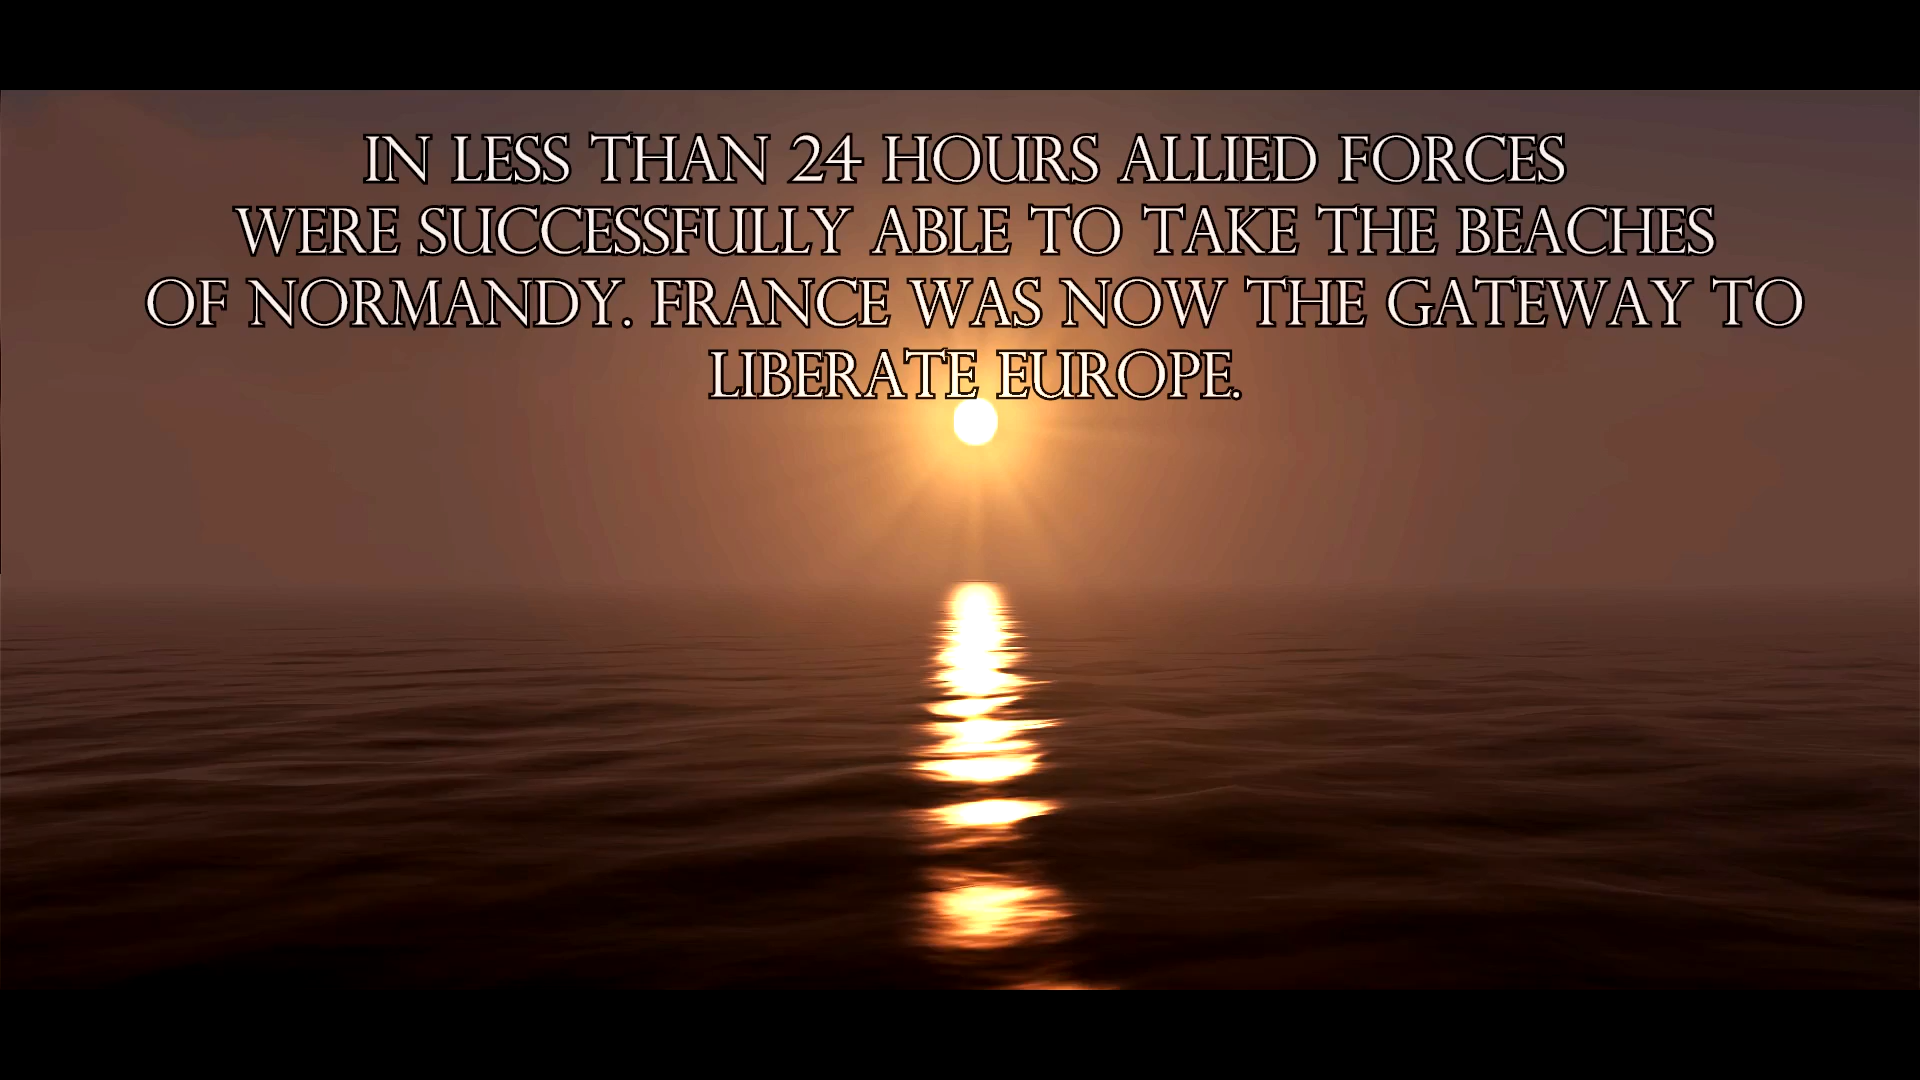 IN LESS THAN 24 HOURS ALLIED FORCES
WERE SUCCESSFULLY ABLE TO TAKE THE BEACHES
OF NORMANDY. FRANCE WAS NOW THE GATEWAY TO
LIBERATE EUROPE.